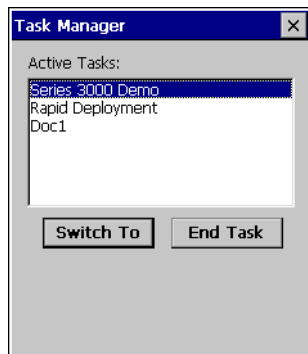 Task Manager
Active Tasks:
Series 3000 Demo
Rapid Deployment
Doc1
Switch To
End Task